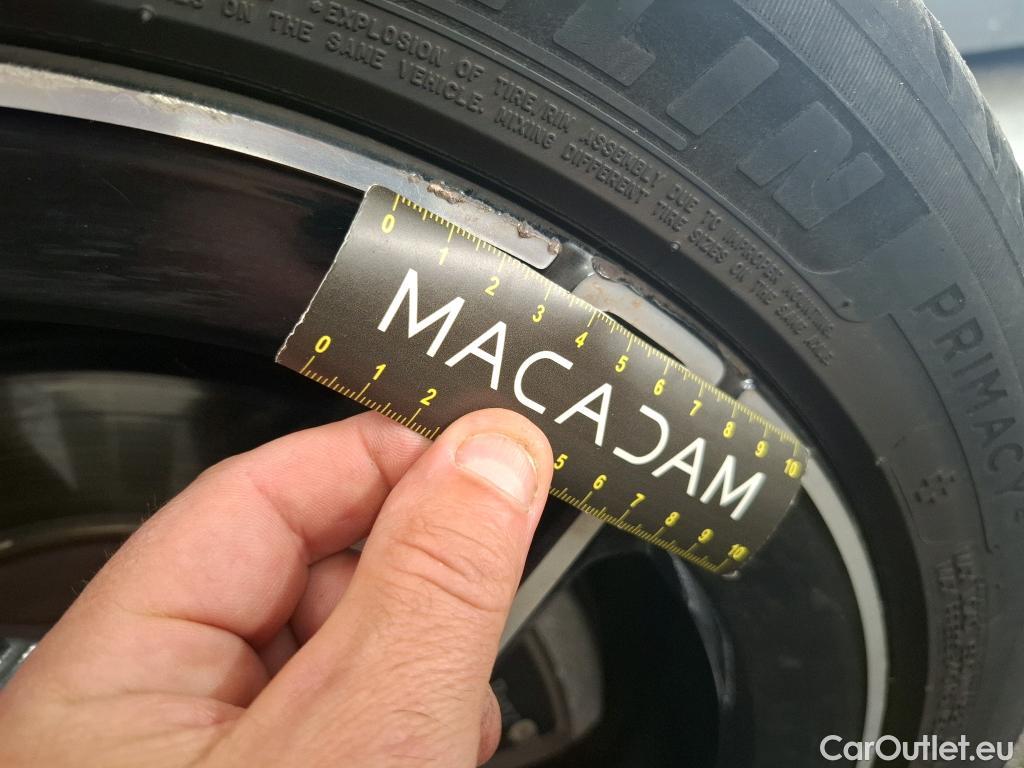 EXPLOSION OF TIRE/RIM ASSEMBLY DUE TO IMPROPER MOUNTING
ON THE SAME VEHICLE. MIXING DIFFERENT TIRE SIZES ON THE SAME AXLE
LIN
PRIMACY
0 1 2 3 4 5 6 7 8 9 10
MACADAM
0 1 2 5 6 7 8 9 10
CarOutlet.eu